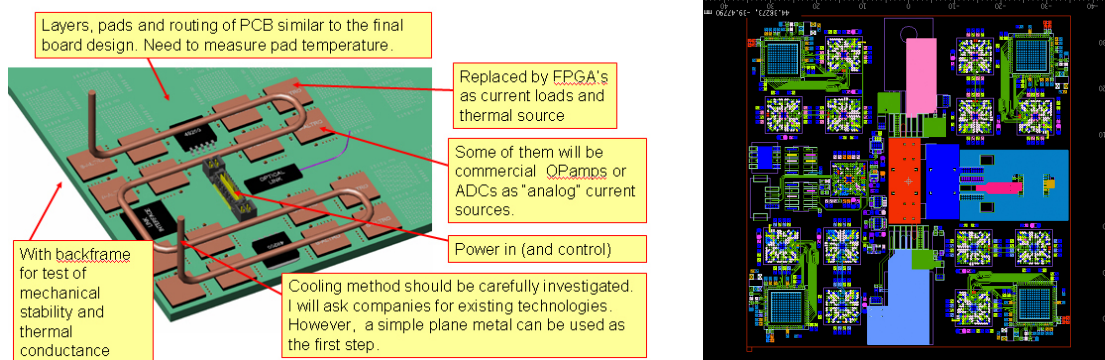 Layers, pads and routing of PCB similar to the final
board design. Need to measure pad temperature.
Replaced by FPGA's
as current loads and
thermal source
Some of them will be
commercial OPamps or
ADCs as "analog" current
sources.
Power in (and control)
With backframe
for test of
mechanical
stability and
thermal
conductance
Cooling method should be carefully investigated.
I will ask companies for existing technologies.
However, a simple plane metal can be used as
the first step.
OPTICAL
LINK